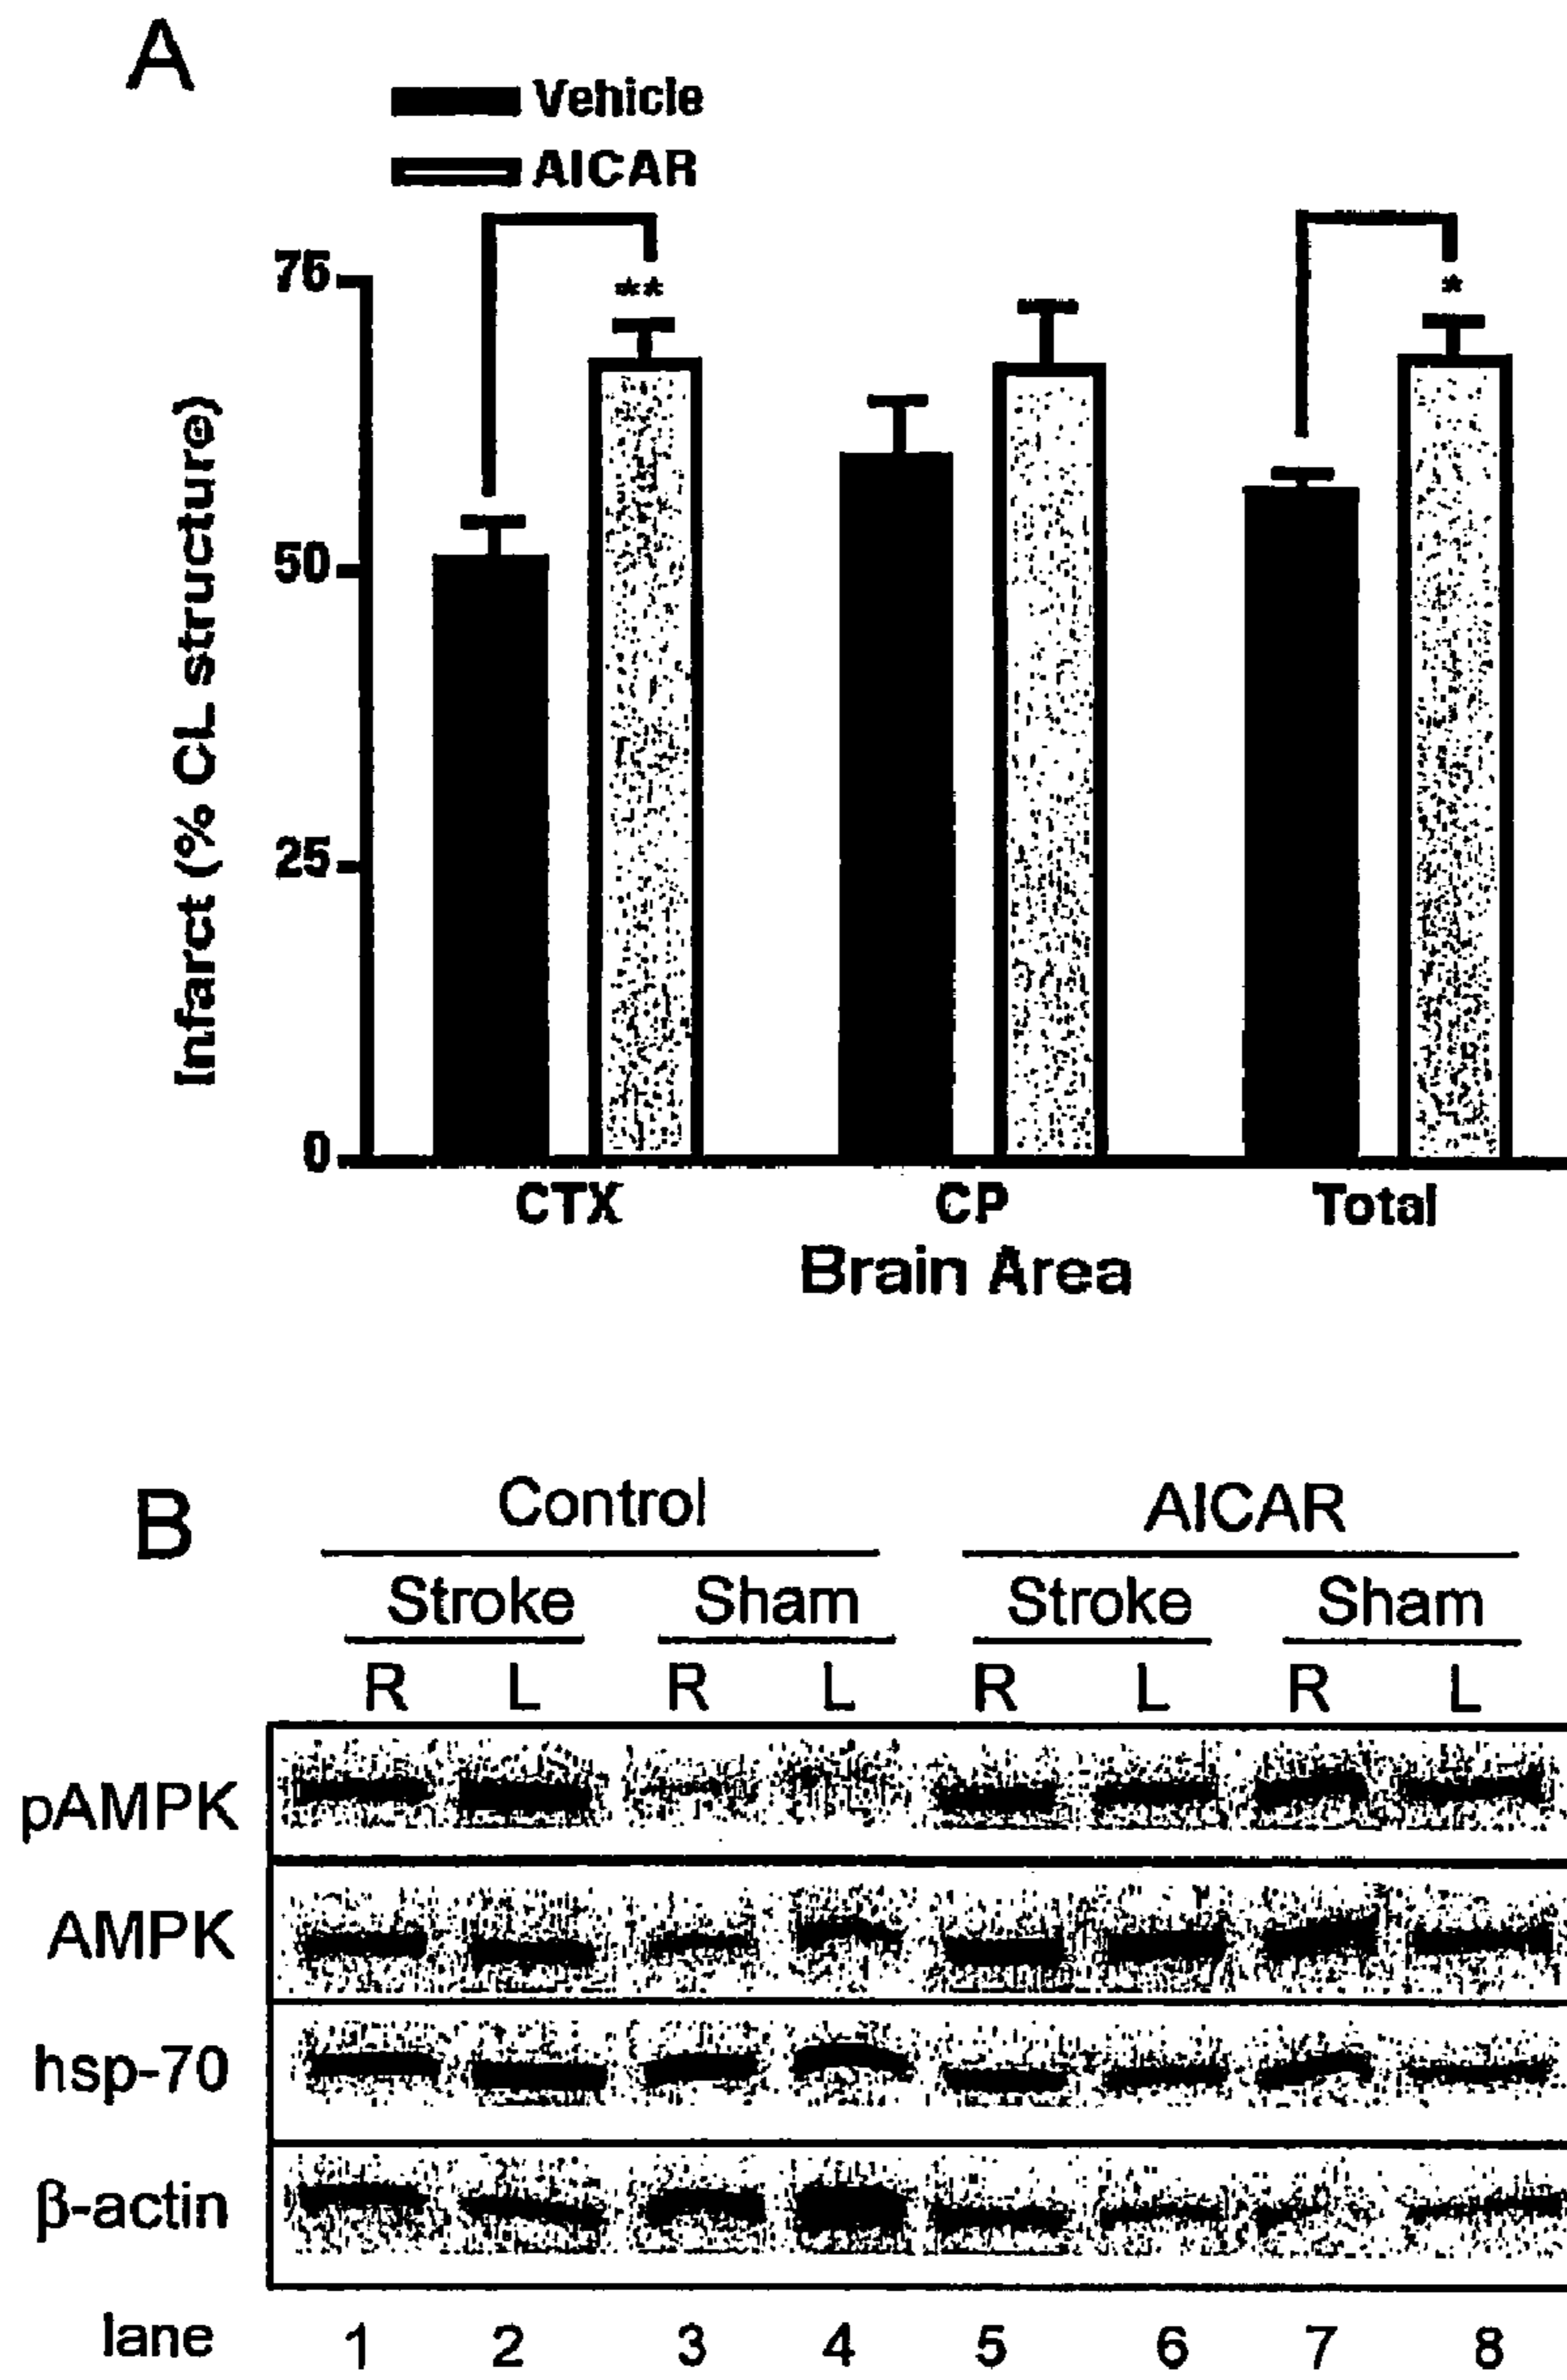 A
Vehicle
AICAR
**
*
75
50
25
0
Infarct (% CL structure)
CTX CP Total
Brain Area
B
Control AICAR
Stroke Sham Stroke Sham
R L R L R L R L
pAMPK
AMPK
hsp-70
β-actin
lane 1 2 3 4 5 6 7 8